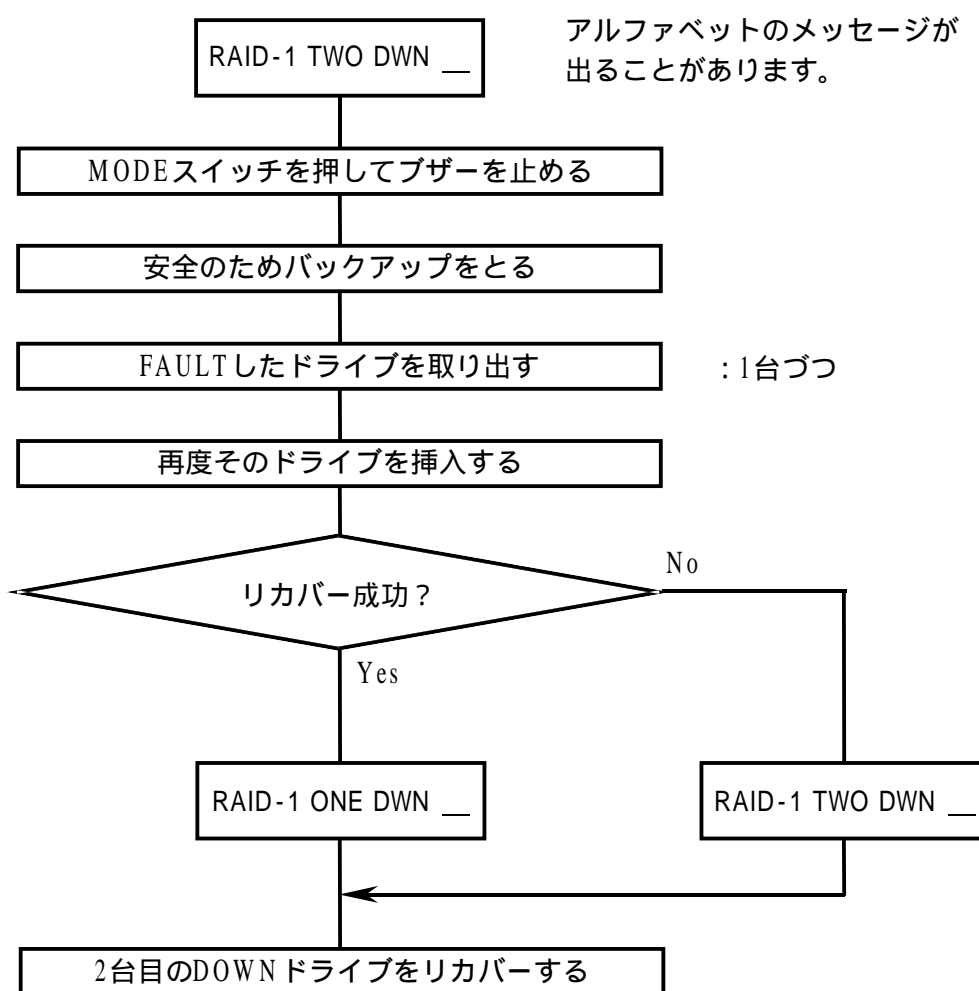 RAID-1 TWO DWN __
アルファベットのメッセージが
出ることがあります。
MODEスイッチを押してブザーを止める
安全のためバックアップをとる
FAULTしたドライブを取り出す
:1台づつ
再度そのドライブを挿入する
リカバー成功?
No
Yes
RAID-1 ONE DWN __
RAID-1 TWO DWN __
2台目のDOWNドライブをリカバーする